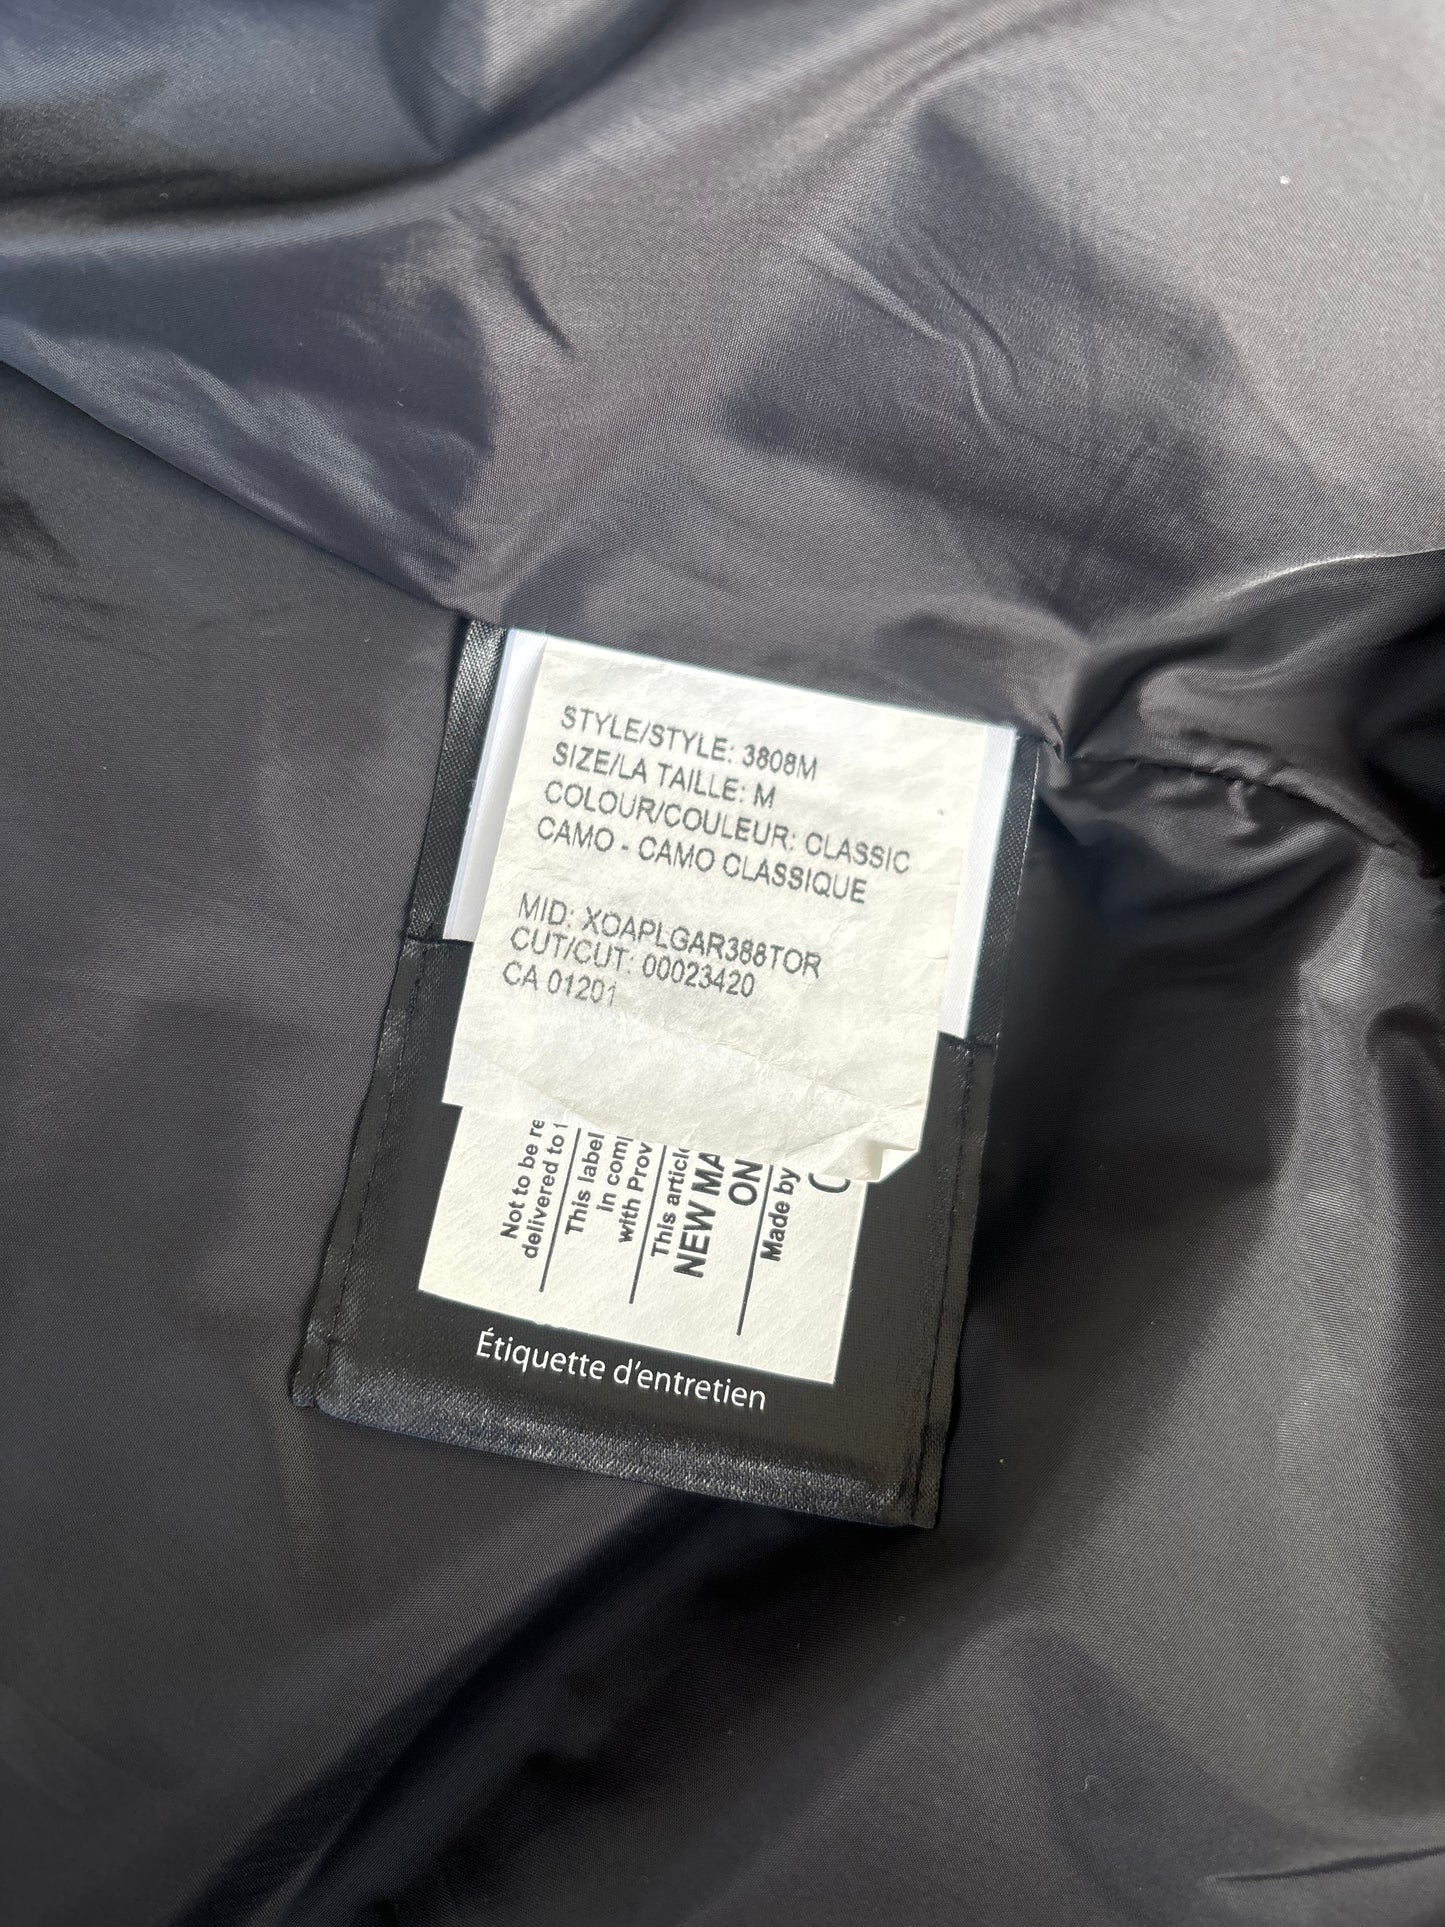 STYLE/STYLE: 3808M
SIZE/LA TAILLE: M
COLOUR/COULEUR: CLASSIC
CAMO - CAMO CLASSIQUE
MID: XOAPLGAR388TOR
CUT/CUT: 00023420
CA 01201
Not to be re
delivered to
This label
in comp
with Prov
This article
NEW MA
ON
Made by
Étiquette d'entretien